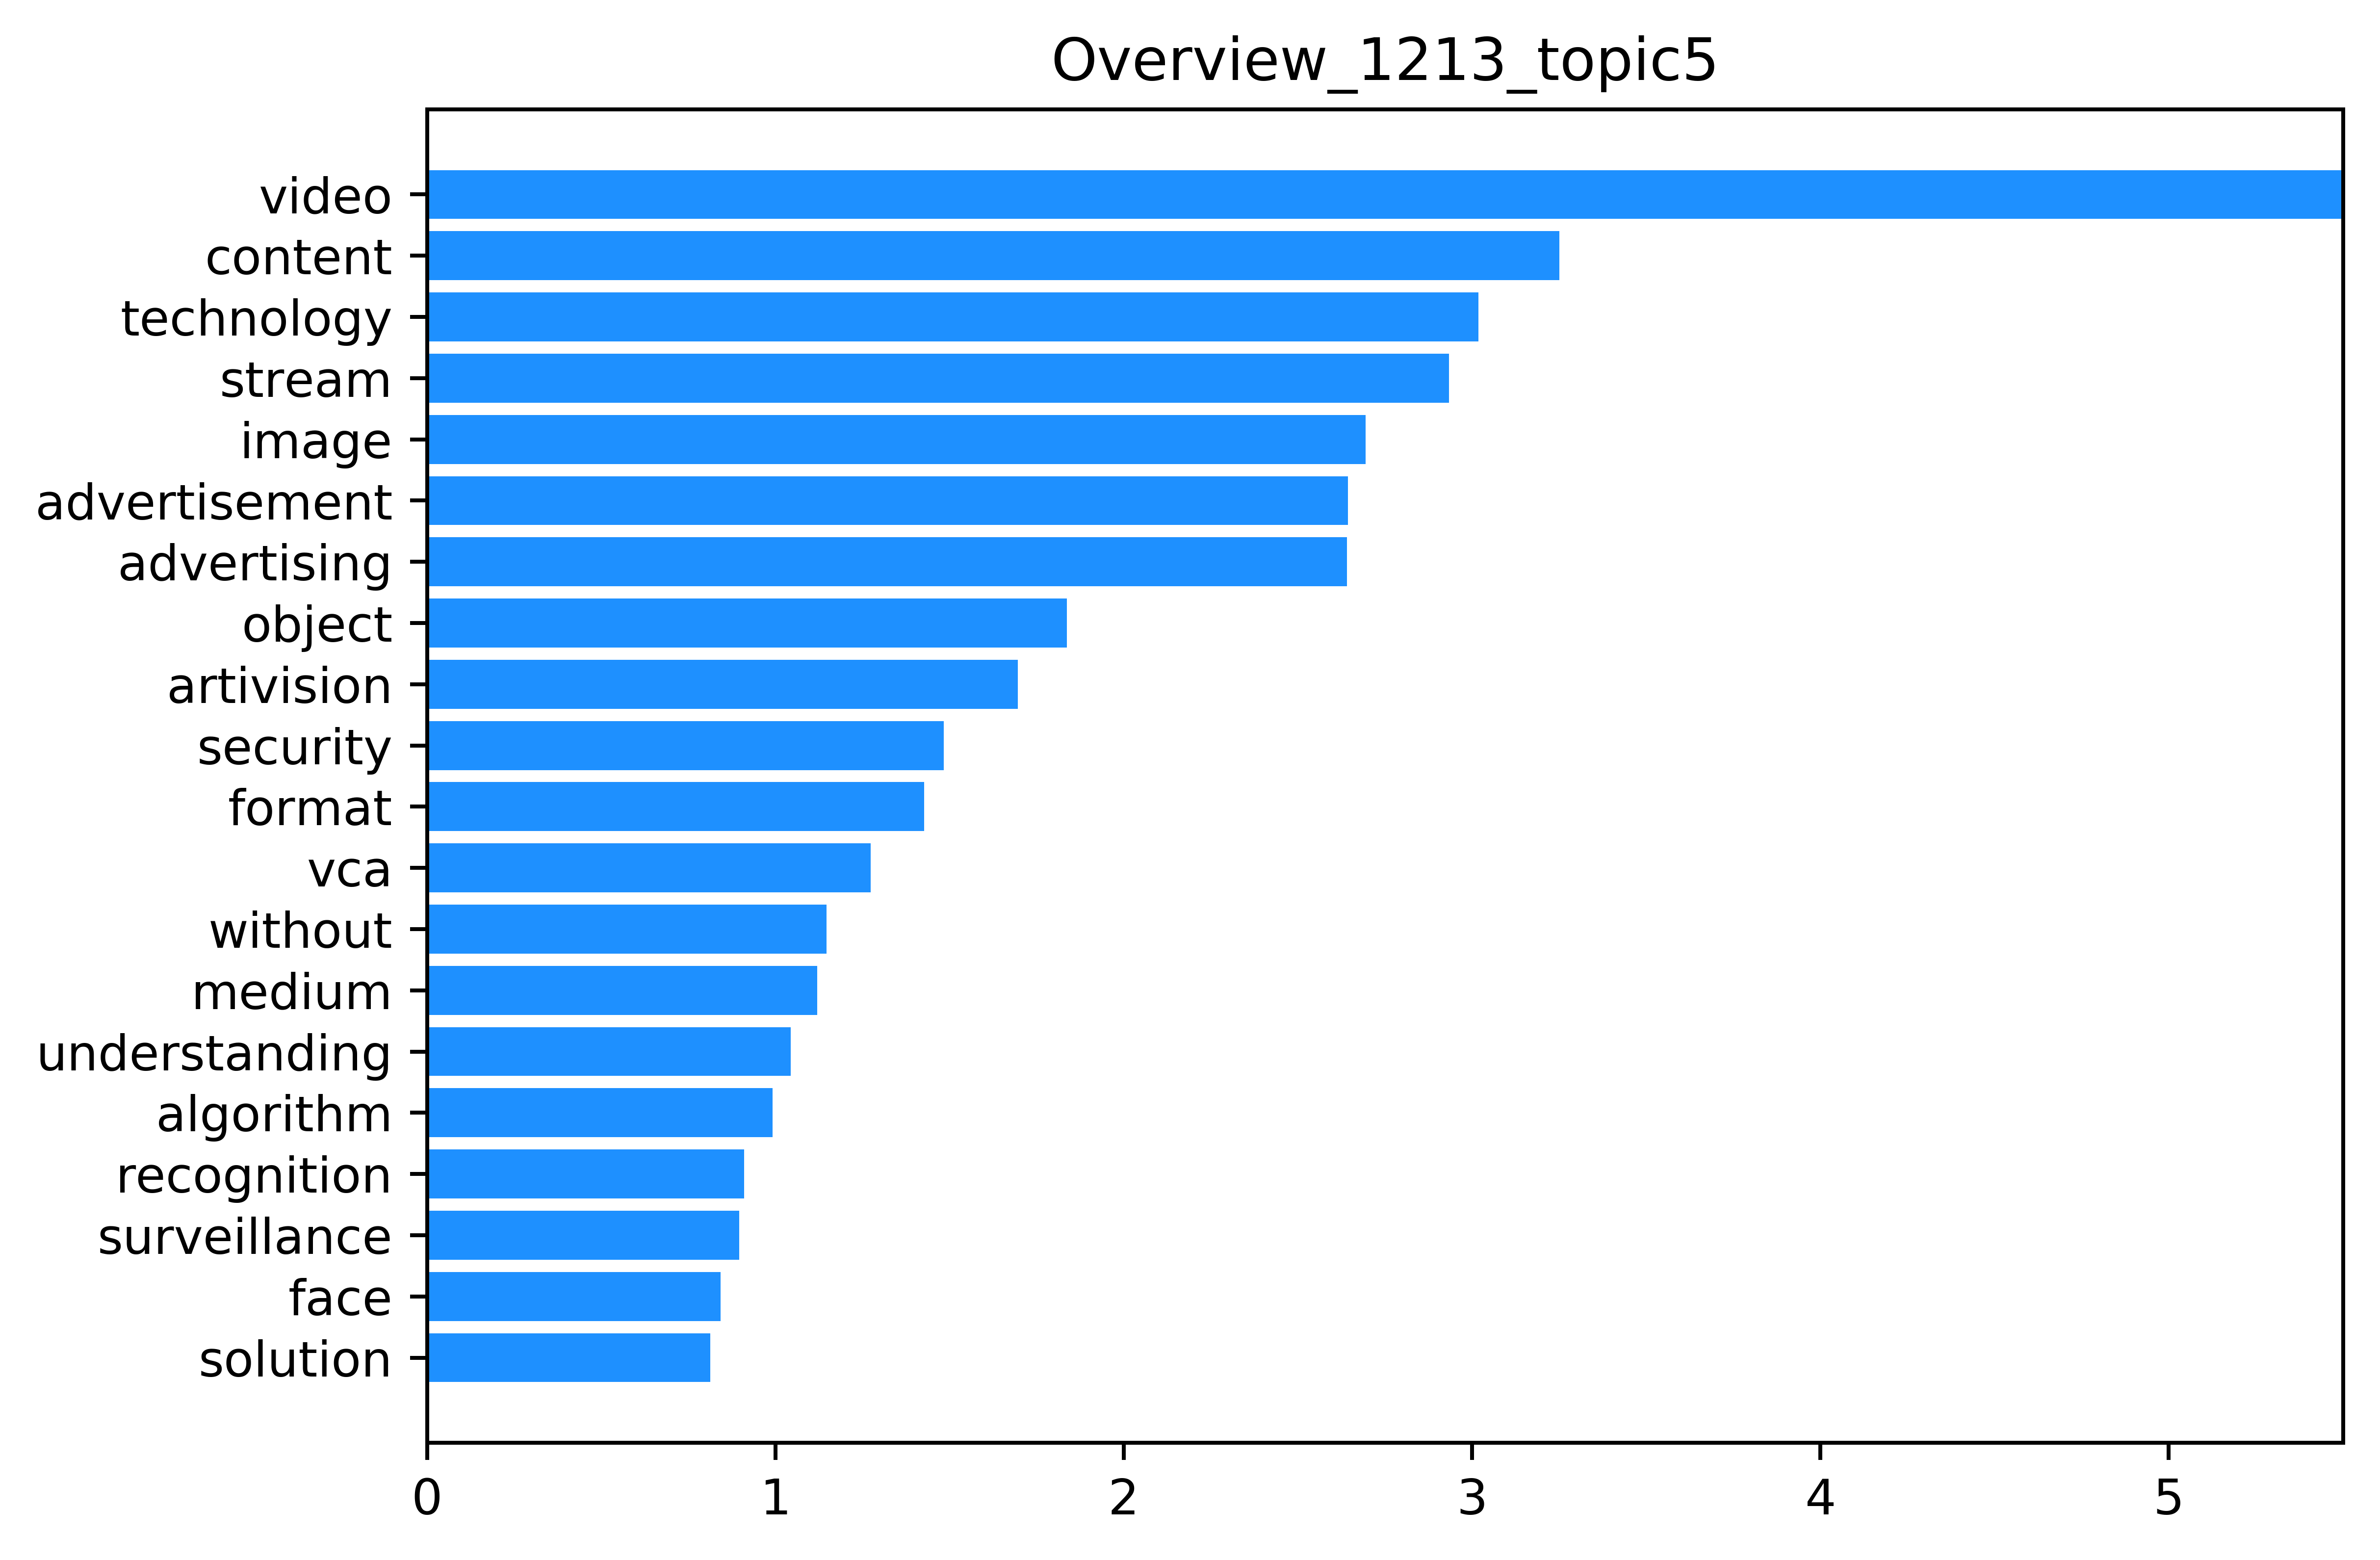 Overview_1213_topic5
video
content
technology
stream
image
advertisement
advertising
object
artivision
security
format
vca
without
medium
understanding
algorithm
recognition
surveillance
face
solution
0 1 2 3 4 5